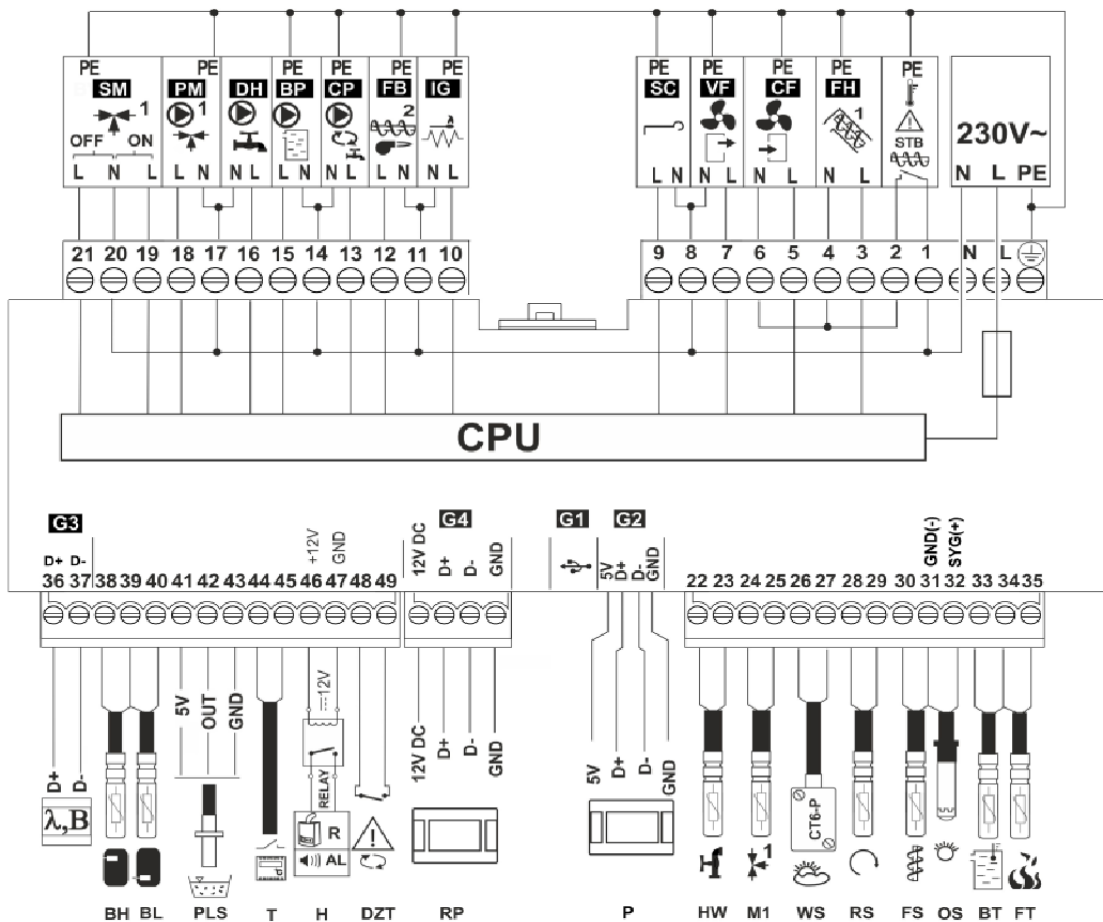 PE PE PE PE PE PE PE PE PE PE PE
SM PM DH BP CP FB IG SC VF CF FH
1 1 2 1
STB
230V~
OFF ON
L N L L N L L N N L L N N L L N N L N L N L N L PE
21 20 19 18 17 16 15 14 13 12 11 10 9 8 7 6 5 4 3 2 1 N L
CPU
G3 G4 G1 G2
D+ D- +12V GND 12V DC D+ D- GND 5V D+ D- GND GND(-) SYG(+)
36 37 38 39 40 41 42 43 44 45 46 47 48 49 22 23 24 25 26 27 28 29 30 31 32 33 34 35
5V OUT GND
12V
D+ D- RELAY 12V DC D+ D- GND 5V D+ D- GND CT6-P
λ,B R 1
AL
BH BL PLS T H DZT RP P HW M1 WS RS FS OS BT FT